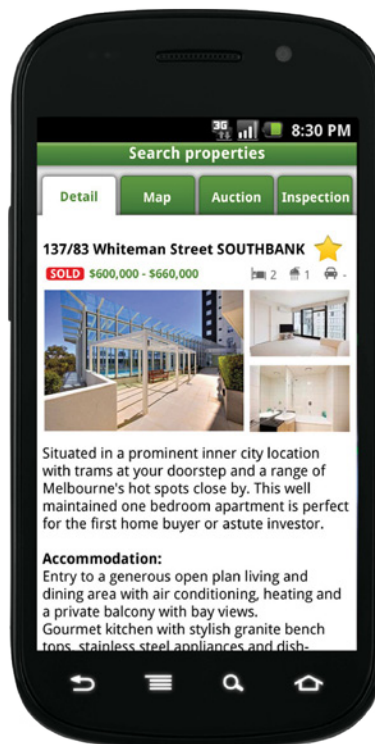 3G 8:30 PM
Search properties
Detail Map Auction Inspection
137/83 Whiteman Street SOUTHBANK
SOLD $600,000 - $660,000 2 1 -
Situated in a prominent inner city location
with trams at your doorstep and a range of
Melbourne's hot spots close by. This well
maintained one bedroom apartment is perfect
for the first home buyer or astute investor.
Accommodation:
Entry to a generous open plan living and
dining area with air conditioning, heating and
a private balcony with bay views.
Gourmet kitchen with stylish granite bench
tops, stainless steel appliances and dish-